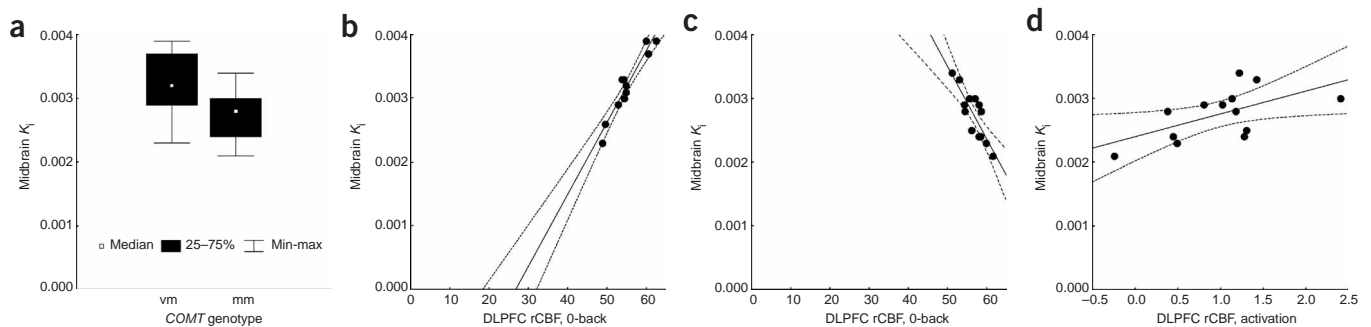 a
0.004
0.003
0.002
0.001
0.000
Midbrain Ki
Median 25–75% Min-max
vm mm
COMT genotype
b
0.004
0.003
0.002
0.001
0.000
Midbrain Ki
0 10 20 30 40 50 60
DLPFC rCBF, 0-back
c
0.004
0.003
0.002
0.001
0.000
Midbrain Ki
0 10 20 30 40 50 60
DLPFC rCBF, 0-back
d
0.004
0.003
0.002
0.001
0.000
Midbrain Ki
–0.5 0.0 0.5 1.0 1.5 2.0 2.5
DLPFC rCBF, activation